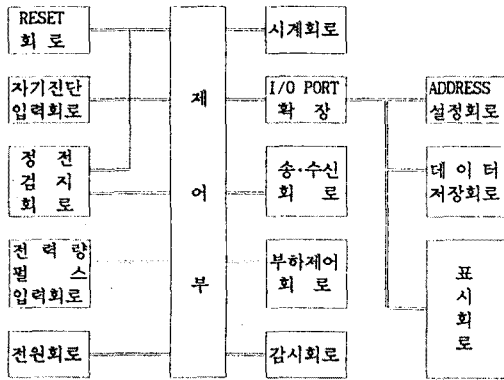 RESET
회 로
자기진단
입력회로
정 전
검 지
회 로
전 력 량
펄 스
입력회로
전원회로
제
어
부
시계회로
I/O PORT
확 장
송·수신
회 로
부하제어
회 로
감시회로
ADDRESS
설정회로
데 이 터
저장회로
표
시
회
로